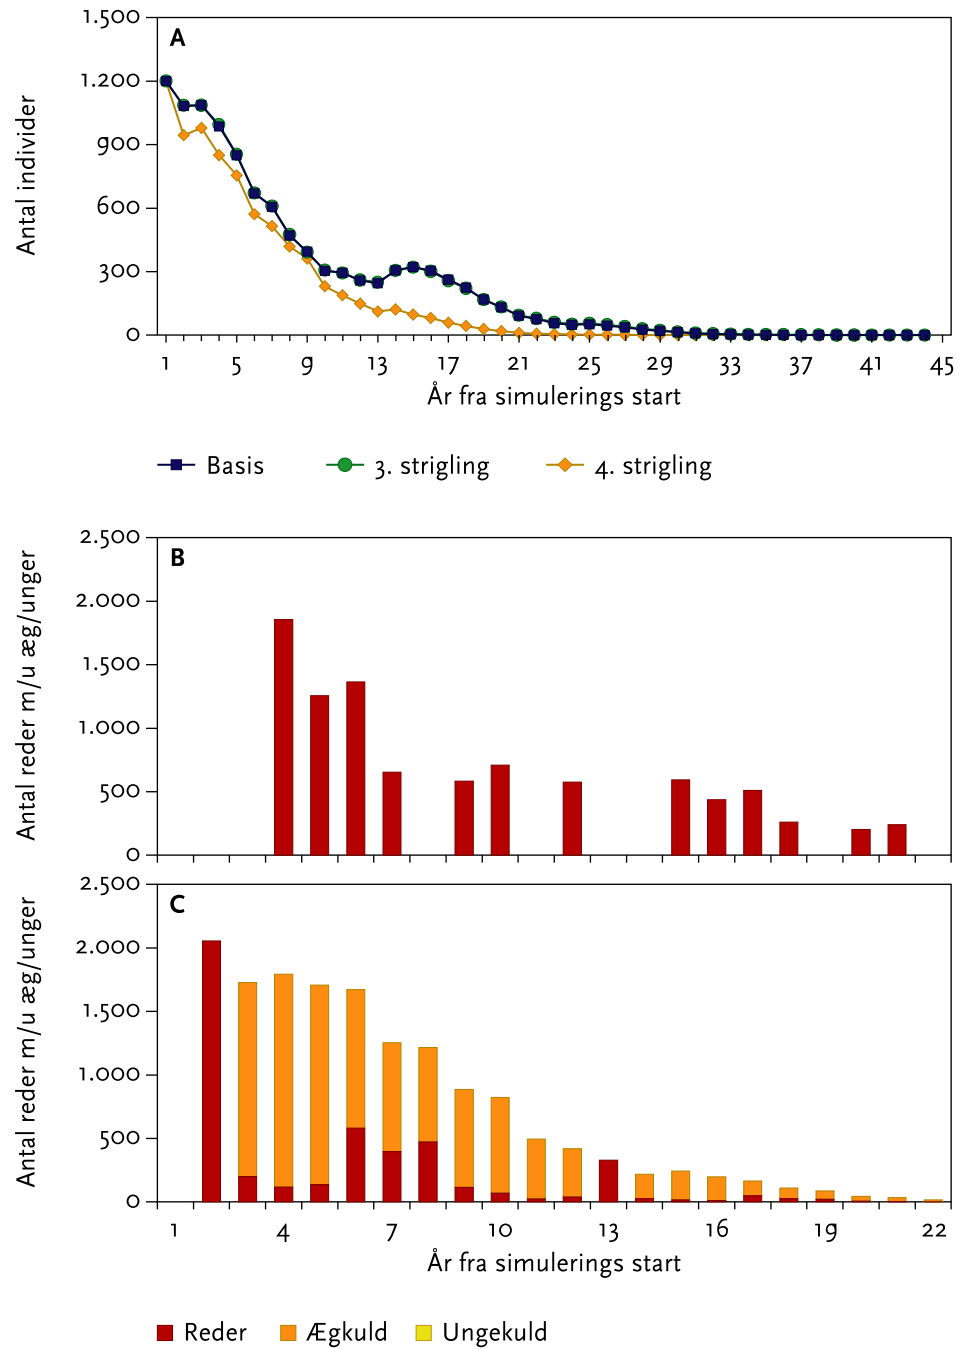 A
1.500
1.200
900
600
300
0
Antal individer
1 5 9 13 17 21 25 29 33 37 41 45
År fra simulerings start
Basis 3. strigling 4. strigling
B
2.500
2.000
1.500
1.000
500
0
Antal reder m/u æg/unger
C
2.500
2.000
1.500
1.000
500
0
Antal reder m/u æg/unger
1 4 7 10 13 16 19 22
År fra simulerings start
Reder Ægkuld Ungekuld